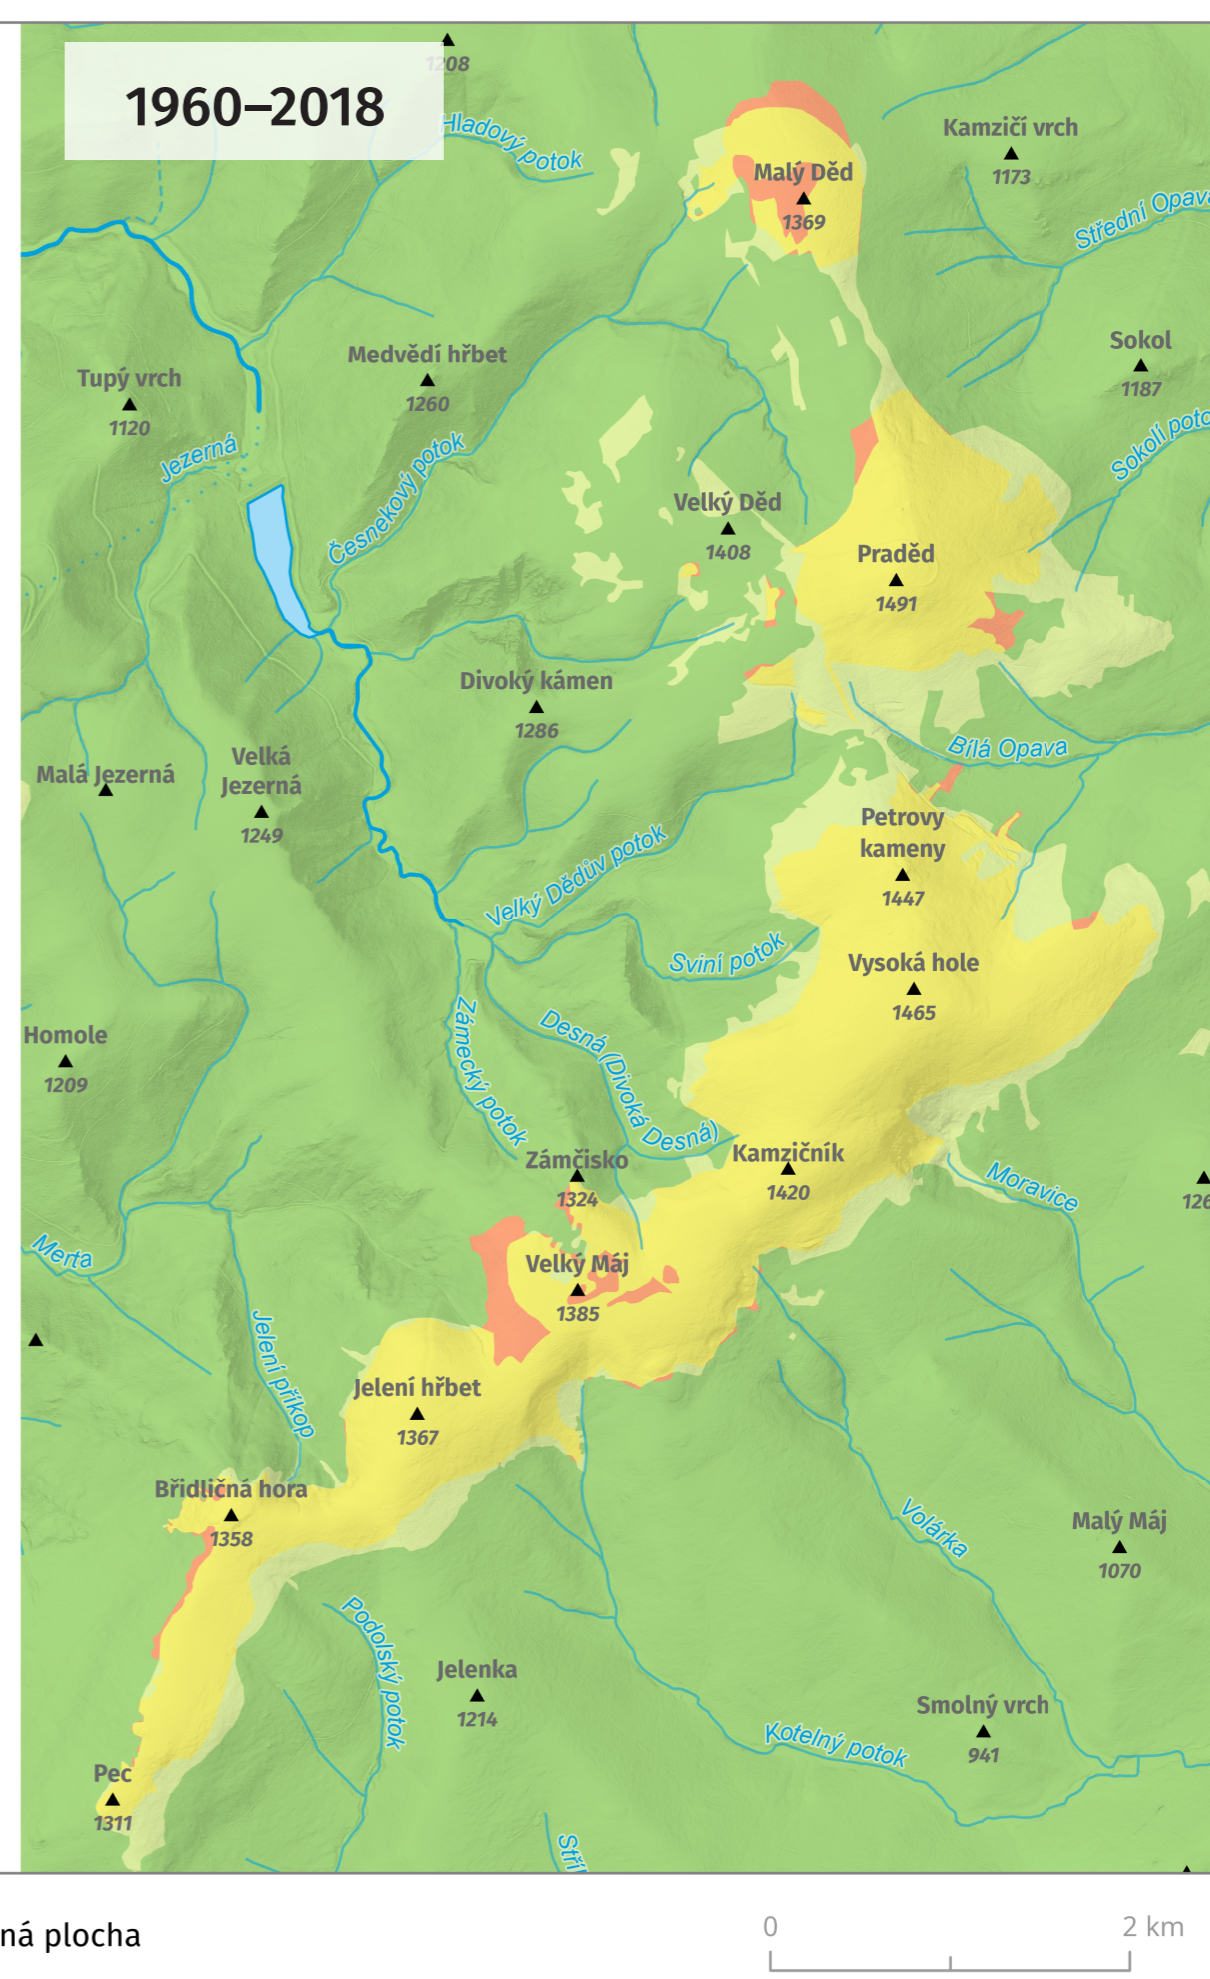 1960–2018
1208
Hladový potok
Kamzičí vrch
1173
Malý Děd
1369
Střední Opava
Sokol
1187
Medvědí hřbet
1260
Tupý vrch
1120
Jezerná
Česnekový potok
Sokolí poto
Velký Děd
1408
Praděd
1491
Divoký kámen
1286
Bílá Opava
Malá Jezerná
Velká
Jezerná
1249
Petrovy
kameny
1447
Velký Dědův potok
Sviní potok
Vysoká hole
1465
Homole
1209
Zámecký potok
Desná (Divoká Desná)
Zámčisko
1324
Kamzičník
1420
Moravice
126
Merta
Velký Máj
1385
Jelení příkop
Jelení hřbet
1367
Břidličná hora
1358
Volárka
Malý Máj
1070
Podolský potok
Jelenka
1214
Smolný vrch
941
Kotelný potok
Pec
1311
Stří
ná plocha
0
2 km